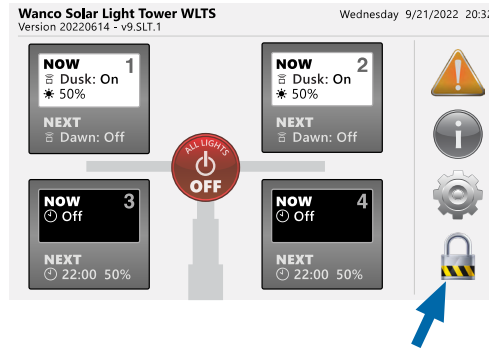 Wanco Solar Light Tower WLTS
Version 20220614 - v9.SLT.1
Wednesday 9/21/2022 20:32
NOW 1
Dusk: On
50%
NEXT
Dawn: Off
NOW 2
Dusk: On
50%
NEXT
Dawn: Off
ALL LIGHTS
OFF
NOW 3
Off
NEXT
22:00 50%
NOW 4
Off
NEXT
22:00 50%